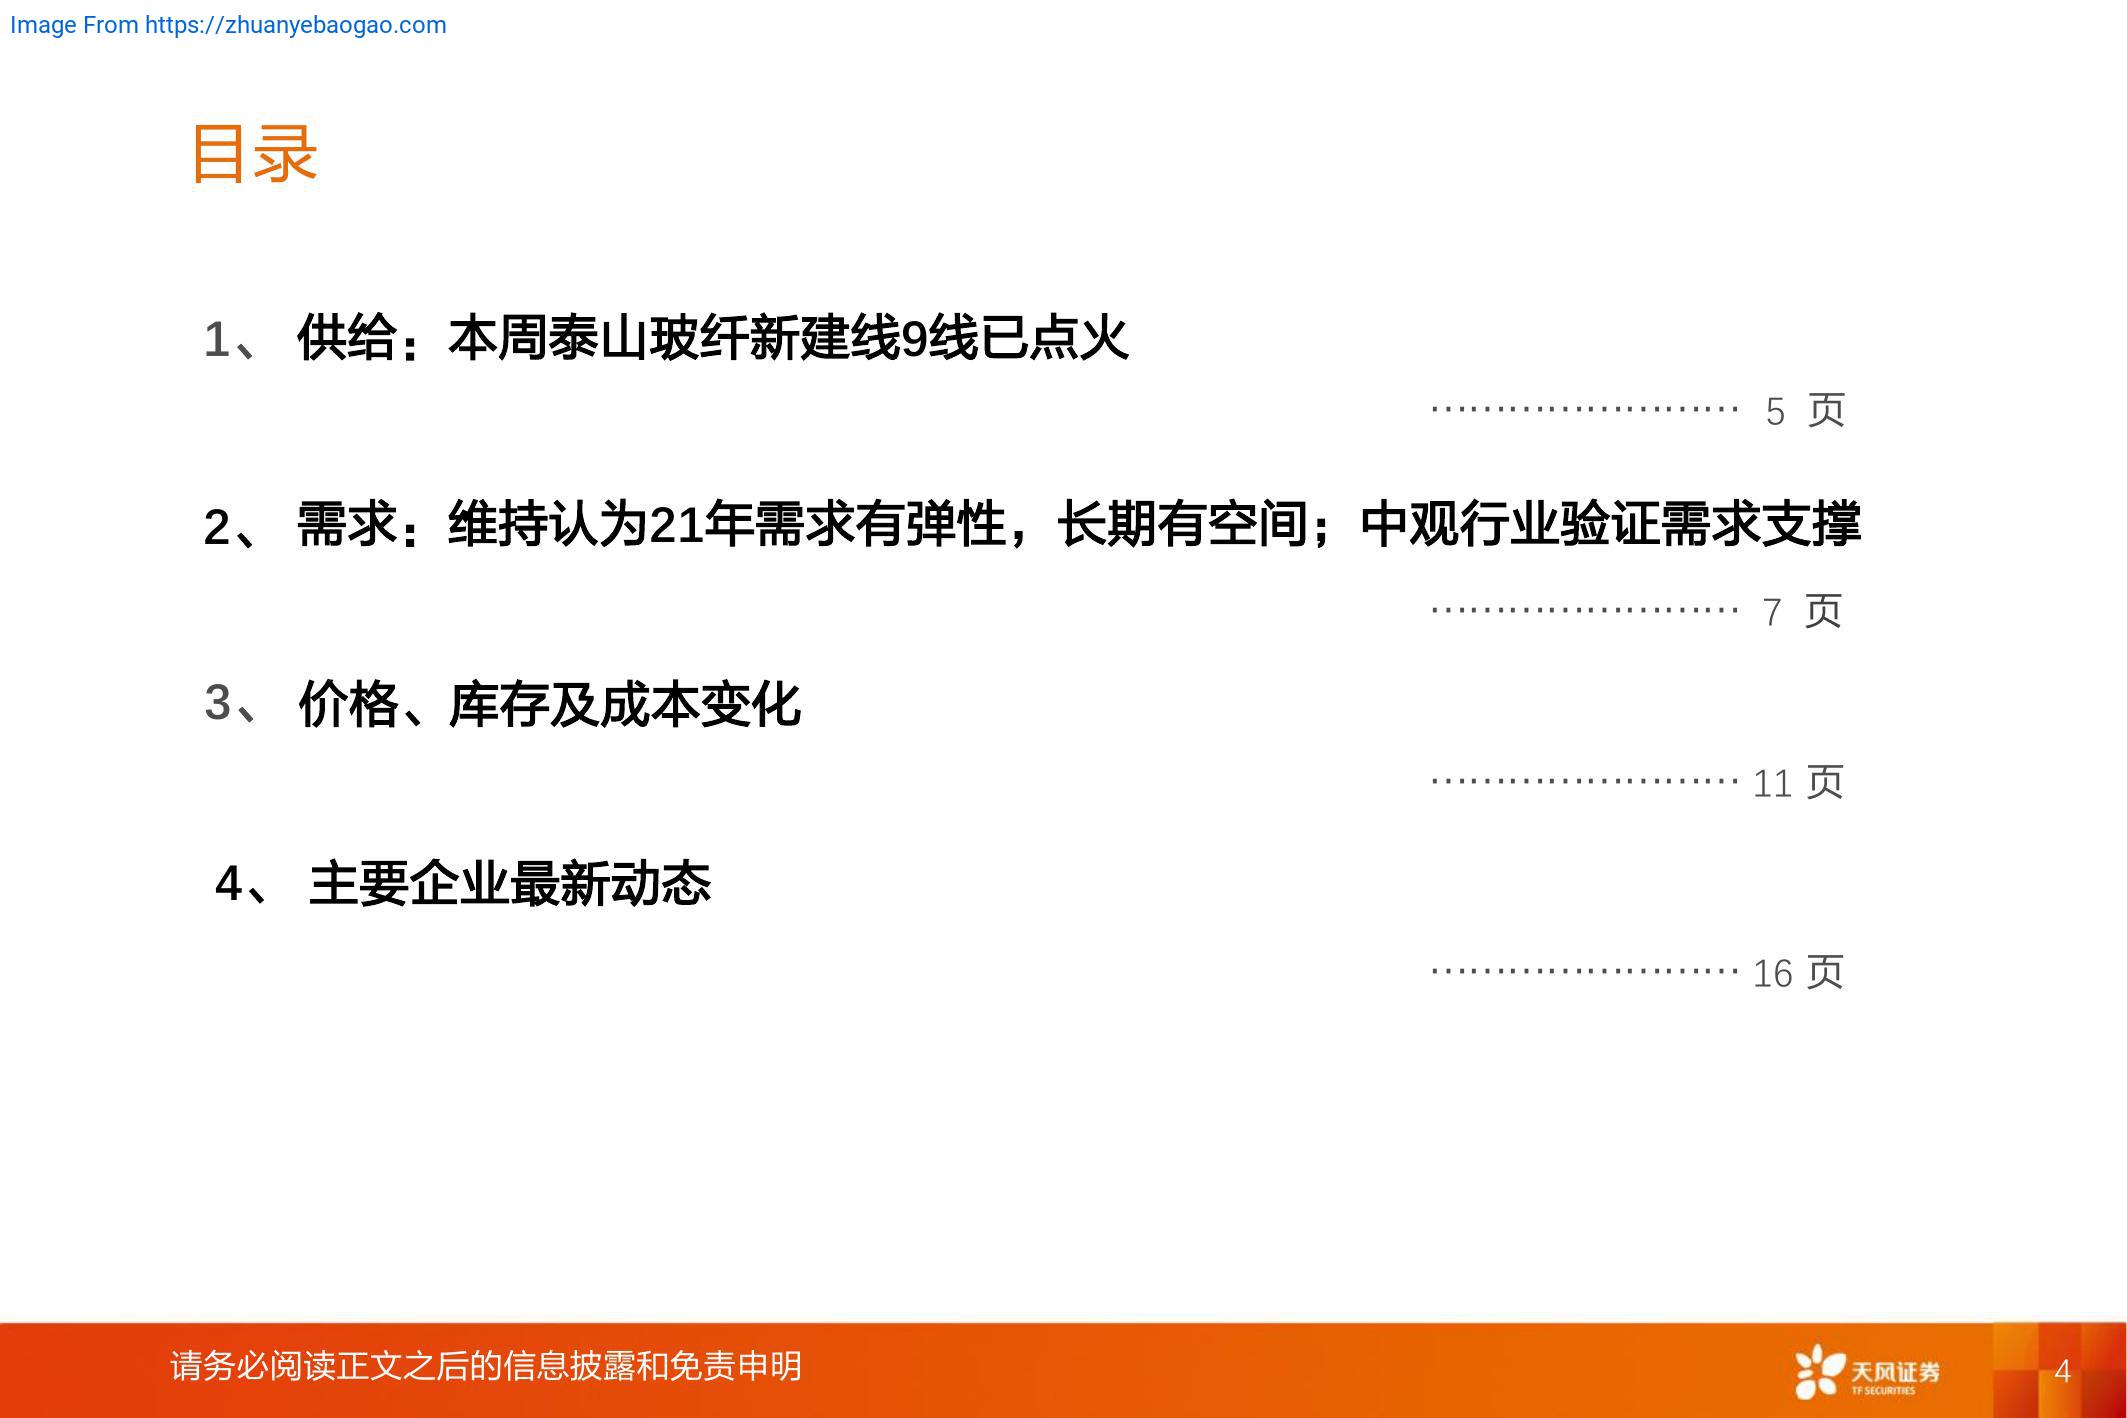 Image From https://zhuanyebaogao.com
目录
1、 供给：本周泰山玻纤新建线9线已点火
························ 5 页
2、 需求：维持认为21年需求有弹性，长期有空间；中观行业验证需求支撑
························ 7 页
3、 价格、库存及成本变化
························ 11 页
4、 主要企业最新动态
························ 16 页
请务必阅读正文之后的信息披露和免责申明
天风证券
TF SECURITIES
4